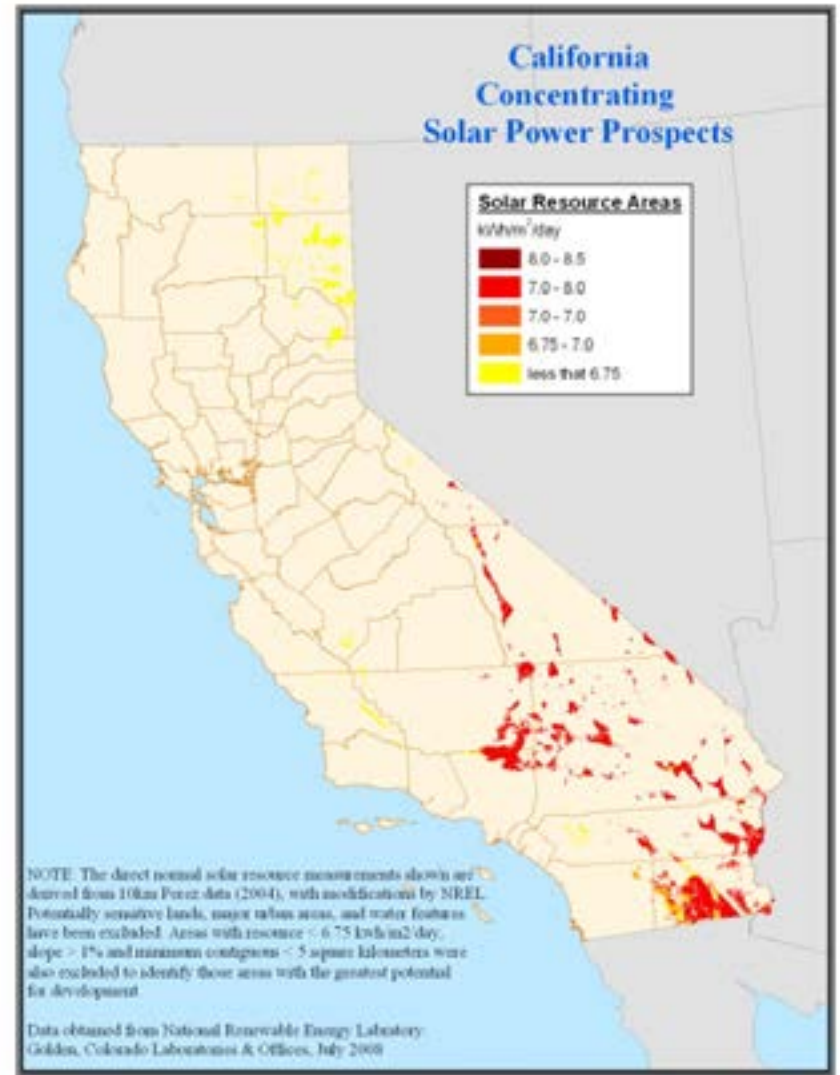 California
Concentrating
Solar Power Prospects
Solar Resource Areas
kWh/m²/day
8.0 - 8.5
7.0 - 8.0
7.0 - 7.0
6.75 - 7.0
less that 6.75
NOTE: The direct normal solar resource measurements shown are
derived from 10km Perez data (2004), with modifications by NREL.
Potentially sensitive lands, major urban areas, and water features
have been excluded. Areas with resource < 6.75 kwh/m2/day,
slope > 1% and minimum contiguous < 5 square kilometers were
also excluded to identify those areas with the greatest potential
for development
Data obtained from National Renewable Energy Labratory:
Golden, Colorado Laboratories & Offices, July 2008